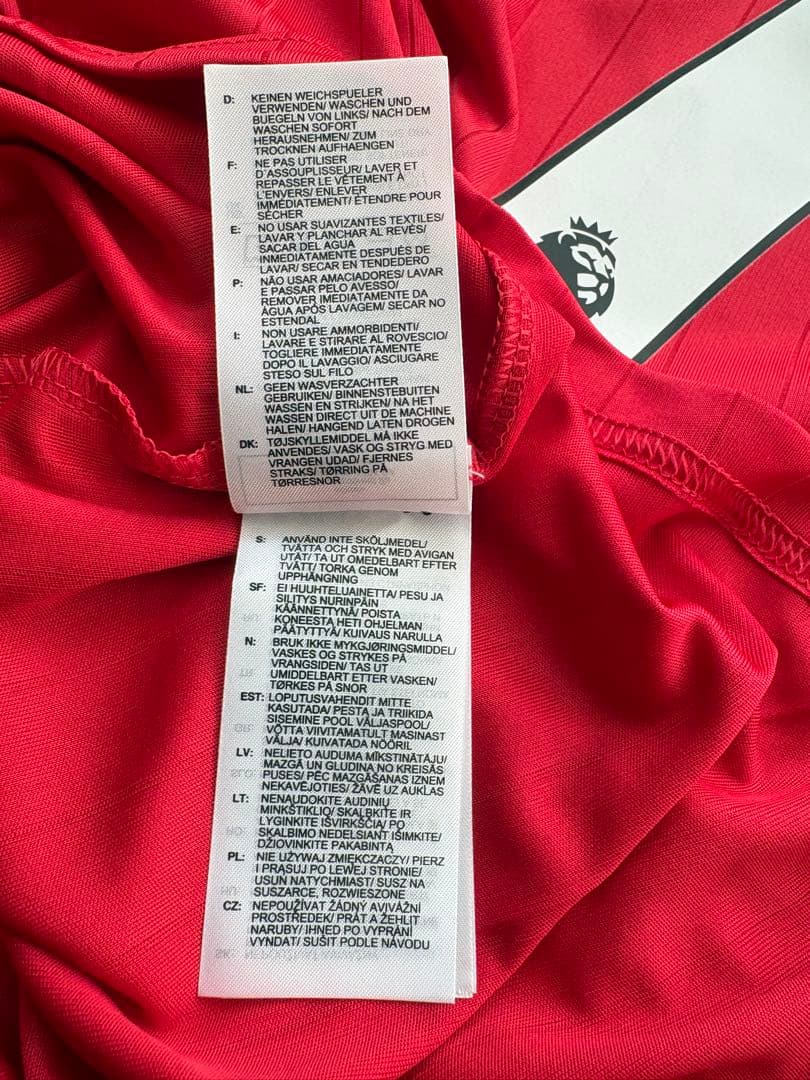 D: KEINEN WEICHSPUELER
VERWENDEN/ WASCHEN UND
BUEGELN VON LINKS/ NACH DEM
WASCHEN SOFORT
HERAUSNEHMEN/ ZUM
TROCKNEN AUFHAENGEN
F: NE PAS UTILISER
D'ASSOUPLISSEUR/ LAVER ET
REPASSER LE VÊTEMENT À
L'ENVERS/ ENLEVER
IMMÉDIATEMENT/ ÉTENDRE POUR
SÉCHER
E: NO USAR SUAVIZANTES TEXTILES/
LAVAR Y PLANCHAR AL REVÉS/
SACAR DEL AGUA
INMEDIATAMENTE DESPUÉS DE
LAVAR/ SECAR EN TENDEDERO
P: NÃO USAR AMACIADORES/ LAVAR
E PASSAR PELO AVESSO/
REMOVER IMEDIATAMENTE DA
ÁGUA APÓS LAVAGEM/ SECAR NO
ESTENDAL
I: NON USARE AMMORBIDENTI/
LAVARE E STIRARE AL ROVESCIO/
TOGLIERE IMMEDIATAMENTE
DOPO IL LAVAGGIO/ ASCIUGARE
STESO SUL FILO
NL: GEEN WASVERZACHTER
GEBRUIKEN/ BINNENSTEBUITEN
WASSEN EN STRIJKEN/ NA HET
WASSEN DIRECT UIT DE MACHINE
HALEN/ HANGEND LATEN DROGEN
DK: TØJSKYLLEMIDDEL MÅ IKKE
ANVENDES/ VASK OG STRYG MED
VRANGEN UDAD/ FJERNES
STRAKS/ TØRRING PÅ
TØRRESNOR
S: ANVÄND INTE SKÖLJMEDEL/
TVÄTTA OCH STRYK MED AVIGAN
UTÅT/ TA UT OMEDELBART EFTER
TVÄTT/ TORKA GENOM
UPPHÄNGNING
SF: EI HUUHTELUAINETTA/ PESU JA
SILITYS NURINPÄIN
KÄÄNNETTYNÄ/ POISTA
KONEESTA HETI OHJELMAN
PÄÄTYTTYÄ/ KUIVAUS NARULLA
N: BRUK IKKE MYKGJØRINGSMIDDEL/
VASKES OG STRYKES PÅ
VRANGSIDEN/ TAS UT
UMIDDELBART ETTER VASKEN/
TØRKES PÅ SNOR
EST: LOPUTUSVAHENDIT MITTE
KASUTADA/ PESTA JA TRIIKIDA
SISEMINE POOL VÄLJASPOOL/
VÕTTA VIIVITAMATULT MASINAST
VÄLJA/ KUIVATADA NÖÖRIL
LV: NELIETO AUDUMA MĪKSTINĀTĀJU/
MAZGĀ UN GLUDINA NO KREISĀS
PUSES/ PĒC MAZGĀŠANAS IZNEM
NEKAVĒJOTIES/ ŽĀVĒ UZ AUKLAS
LT: NENAUDOKITE AUDINIŲ
MINKŠTIKLIO/ SKALBKITE IR
LYGINKITE IŠVIRKŠČIĄ/ PO
SKALBIMO NEDELSIANT IŠIMKITE/
DŽIOVINKITE PAKABINTĄ
PL: NIE UŻYWAJ ZMIĘKCZACZY/ PIERZ
I PRASUJ PO LEWEJ STRONIE/
USUŃ NATYCHMIAST/ SUSZ NA
SUSZARCE, ROZWIESZONE
CZ: NEPOUŽÍVAT ŽÁDNÝ AVIVÁŽNÍ
PROSTŘEDEK/ PRÁT A ŽEHLIT
NARUBY/ IHNED PO VYPRÁNÍ
VYNDAT/ SUŠIT PODLE NÁVODU